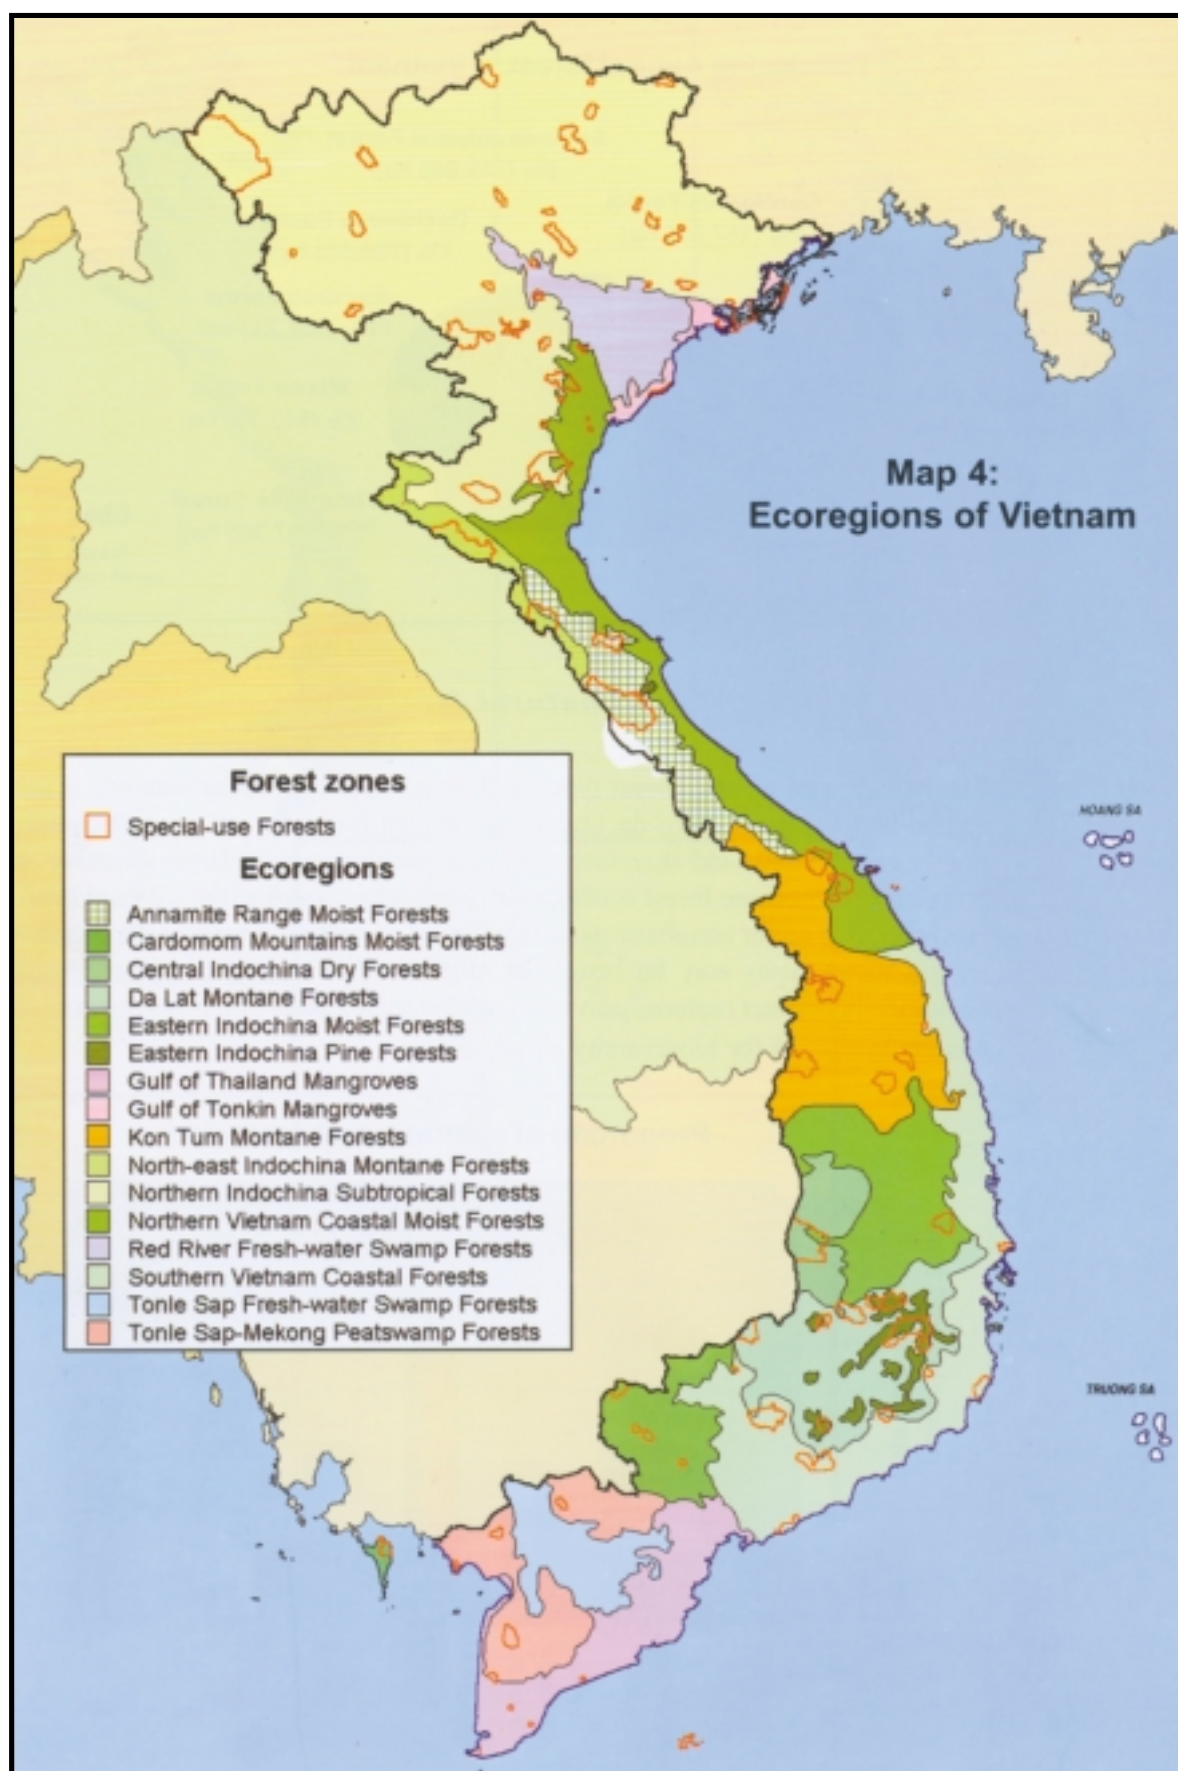 Map 4:
Ecoregions of Vietnam
Forest zones
Special-use Forests
Ecoregions
Annamite Range Moist Forests
Cardomom Mountains Moist Forests
Central Indochina Dry Forests
Da Lat Montane Forests
Eastern Indochina Moist Forests
Eastern Indochina Pine Forests
Gulf of Thailand Mangroves
Gulf of Tonkin Mangroves
Kon Tum Montane Forests
North-east Indochina Montane Forests
Northern Indochina Subtropical Forests
Northern Vietnam Coastal Moist Forests
Red River Fresh-water Swamp Forests
Southern Vietnam Coastal Forests
Tonle Sap Fresh-water Swamp Forests
Tonle Sap-Mekong Peatswamp Forests
HOANG SA
TRUONG SA